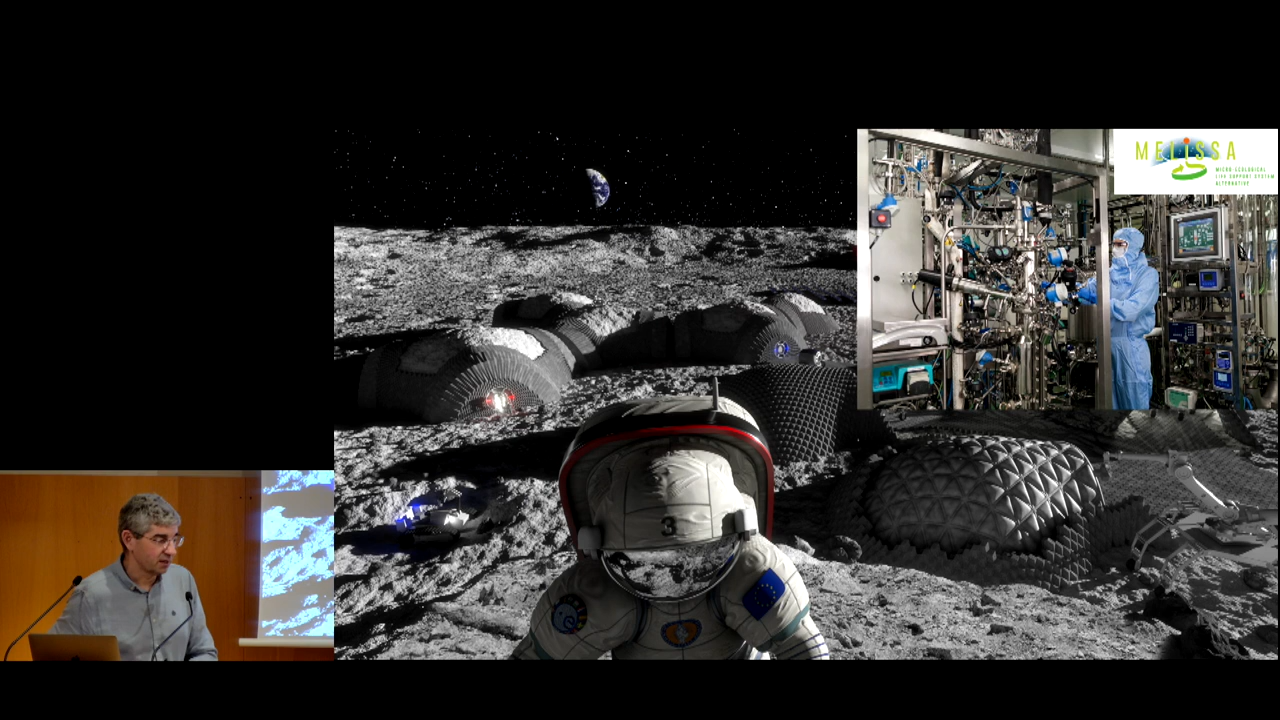 MELISSA
MICRO-ECOLOGICAL
LIFE SUPPORT SYSTEM
ALTERNATIVE
3